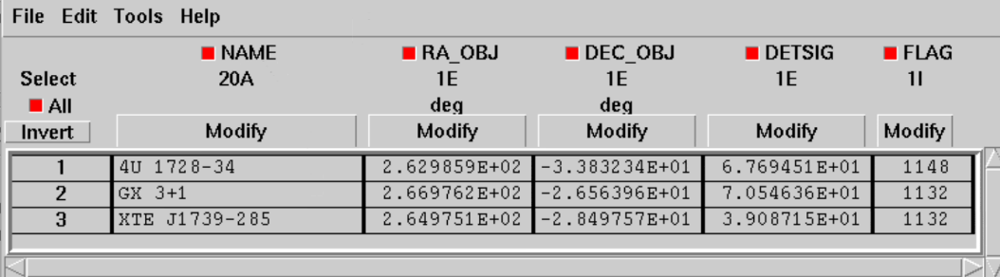 File Edit Tools Help
NAME RA_OBJ DEC_OBJ DETSIG FLAG
Select 20A 1E 1E 1E 1I
All deg deg
Invert Modify Modify Modify Modify Modify
1 4U 1728-34 2.629859E+02 -3.383234E+01 6.769451E+01 1148
2 GX 3+1 2.669762E+02 -2.656396E+01 7.054636E+01 1132
3 XTE J1739-285 2.649751E+02 -2.849757E+01 3.908715E+01 1132